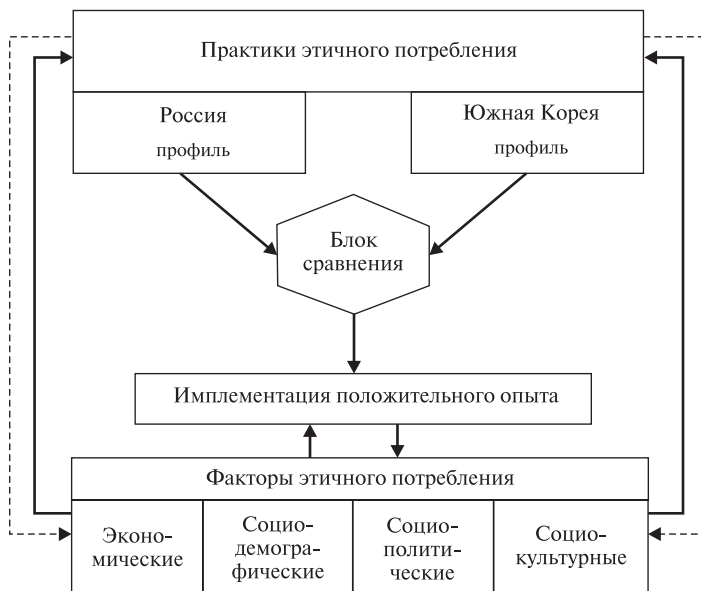 Практики этичного потребления
Россия
профиль
Южная Корея
профиль
Блок
сравнения
Имплементация положительного опыта
Факторы этичного потребления
Эконо-
мические
Социо-
демогра-
фические
Социо-
полити-
ческие
Социо-
культурные